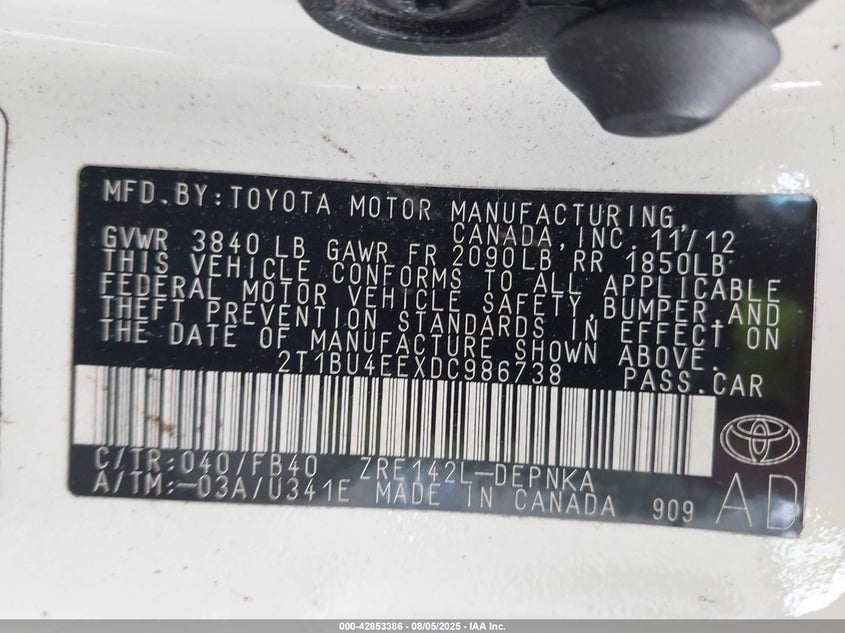 MFD.BY:TOYOTA MOTOR MANUFACTURING,
CANADA,INC.11/12
GVWR 3840 LB GAWR FR 2090LB RR 1850LB
THIS VEHICLE CONFORMS TO ALL APPLICABLE
FEDERAL MOTOR VEHICLE SAFETY,BUMPER,AND
THEFT PREVENTION STANDARDS IN EFFECT ON
THE DATE OF MANUFACTURE SHOWN ABOVE.
2T1BU4EEXDC986738 PASS.CAR
C/TR:040/FB40 ZRE142L-DEPNKA
A/TM:-03A/U341E MADE IN CANADA 909 AD
000-42853386 - 08/05/2025 - IAA Inc.